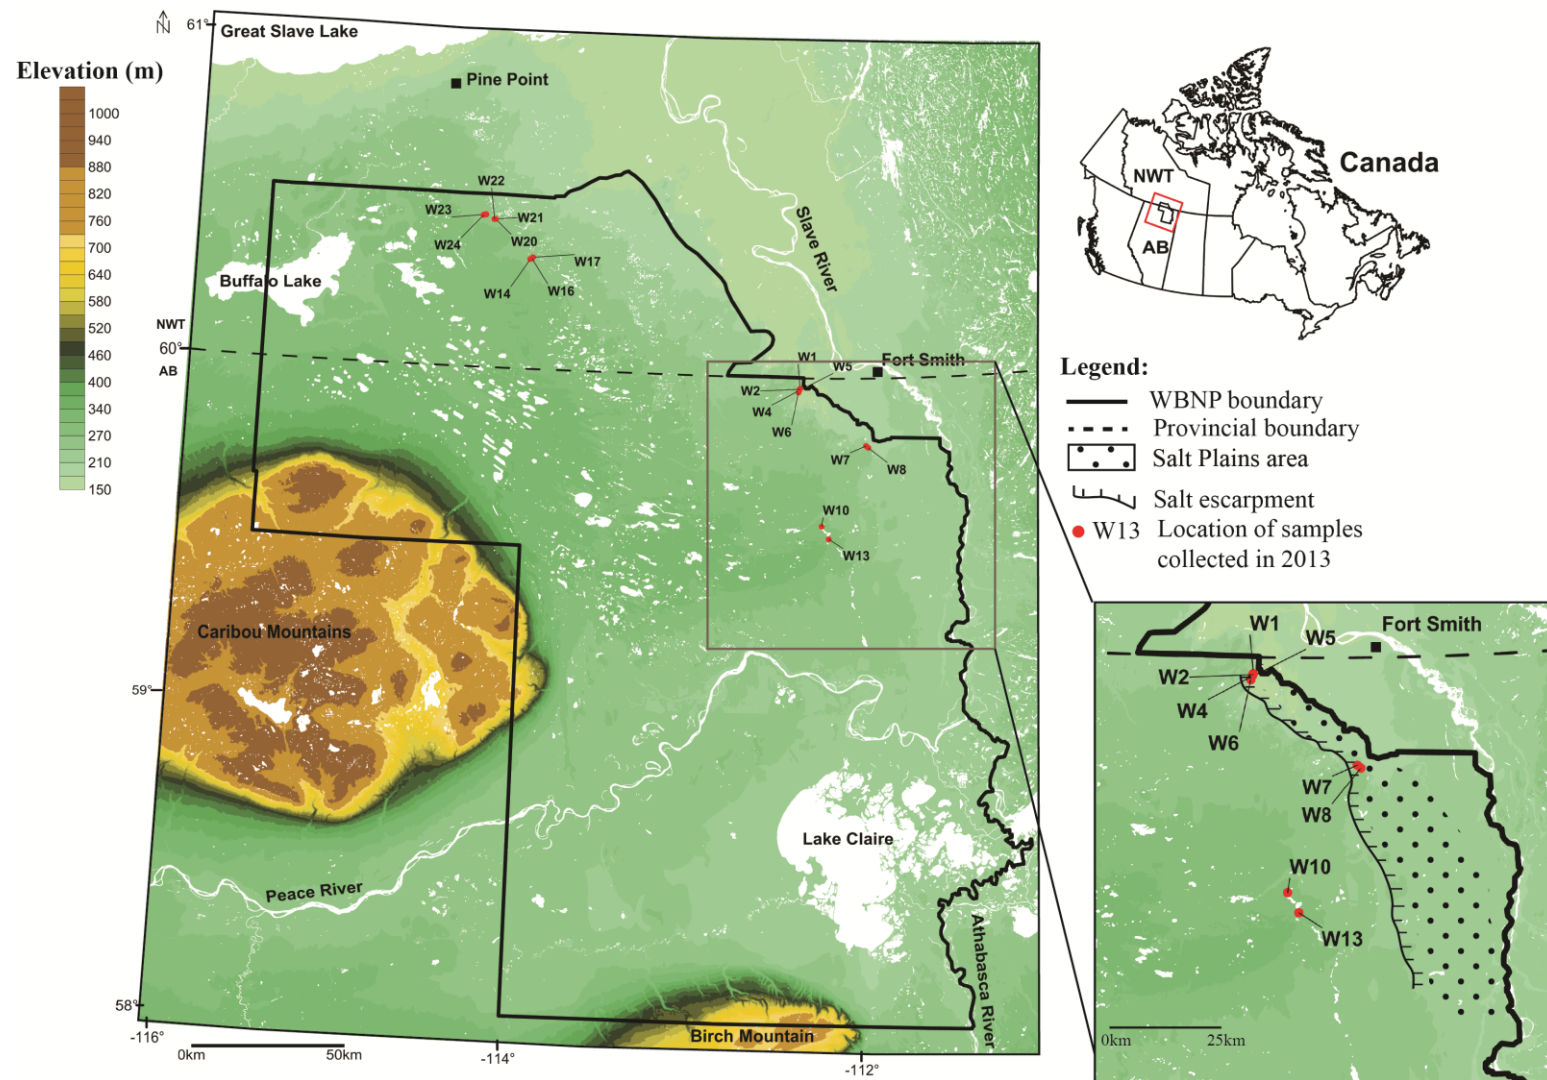 N
61°
Great Slave Lake
Elevation (m)
1000
940
880
820
760
700
640
580
520
460
400
340
270
210
150
Pine Point
W22
W23
W21
W24
W20
W17
W14
W16
Buffalo Lake
Slave River
NWT
60°
AB
W1
Fort Smith
W5
W2
W4
W6
W7
W8
W10
W13
Caribou Mountains
59°
Lake Claire
Peace River
Athabasca River
58°
Birch Mountain
-116°
-114°
-112°
0km
50km
Canada
NWT
AB
Legend:
WBNP boundary
Provincial boundary
Salt Plains area
Salt escarpment
W13 Location of samples
collected in 2013
W1
Fort Smith
W5
W2
W4
W6
W7
W8
W10
W13
0km
25km